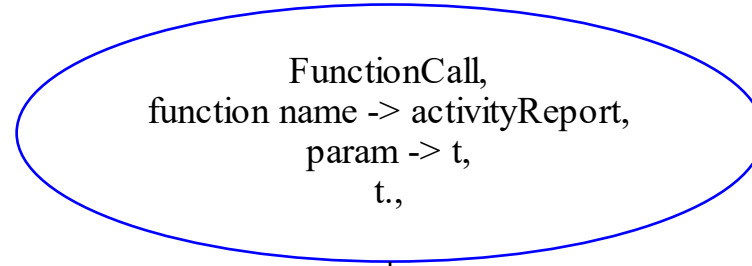 FunctionCall,
function name -> activityReport,
param -> t,
t.,